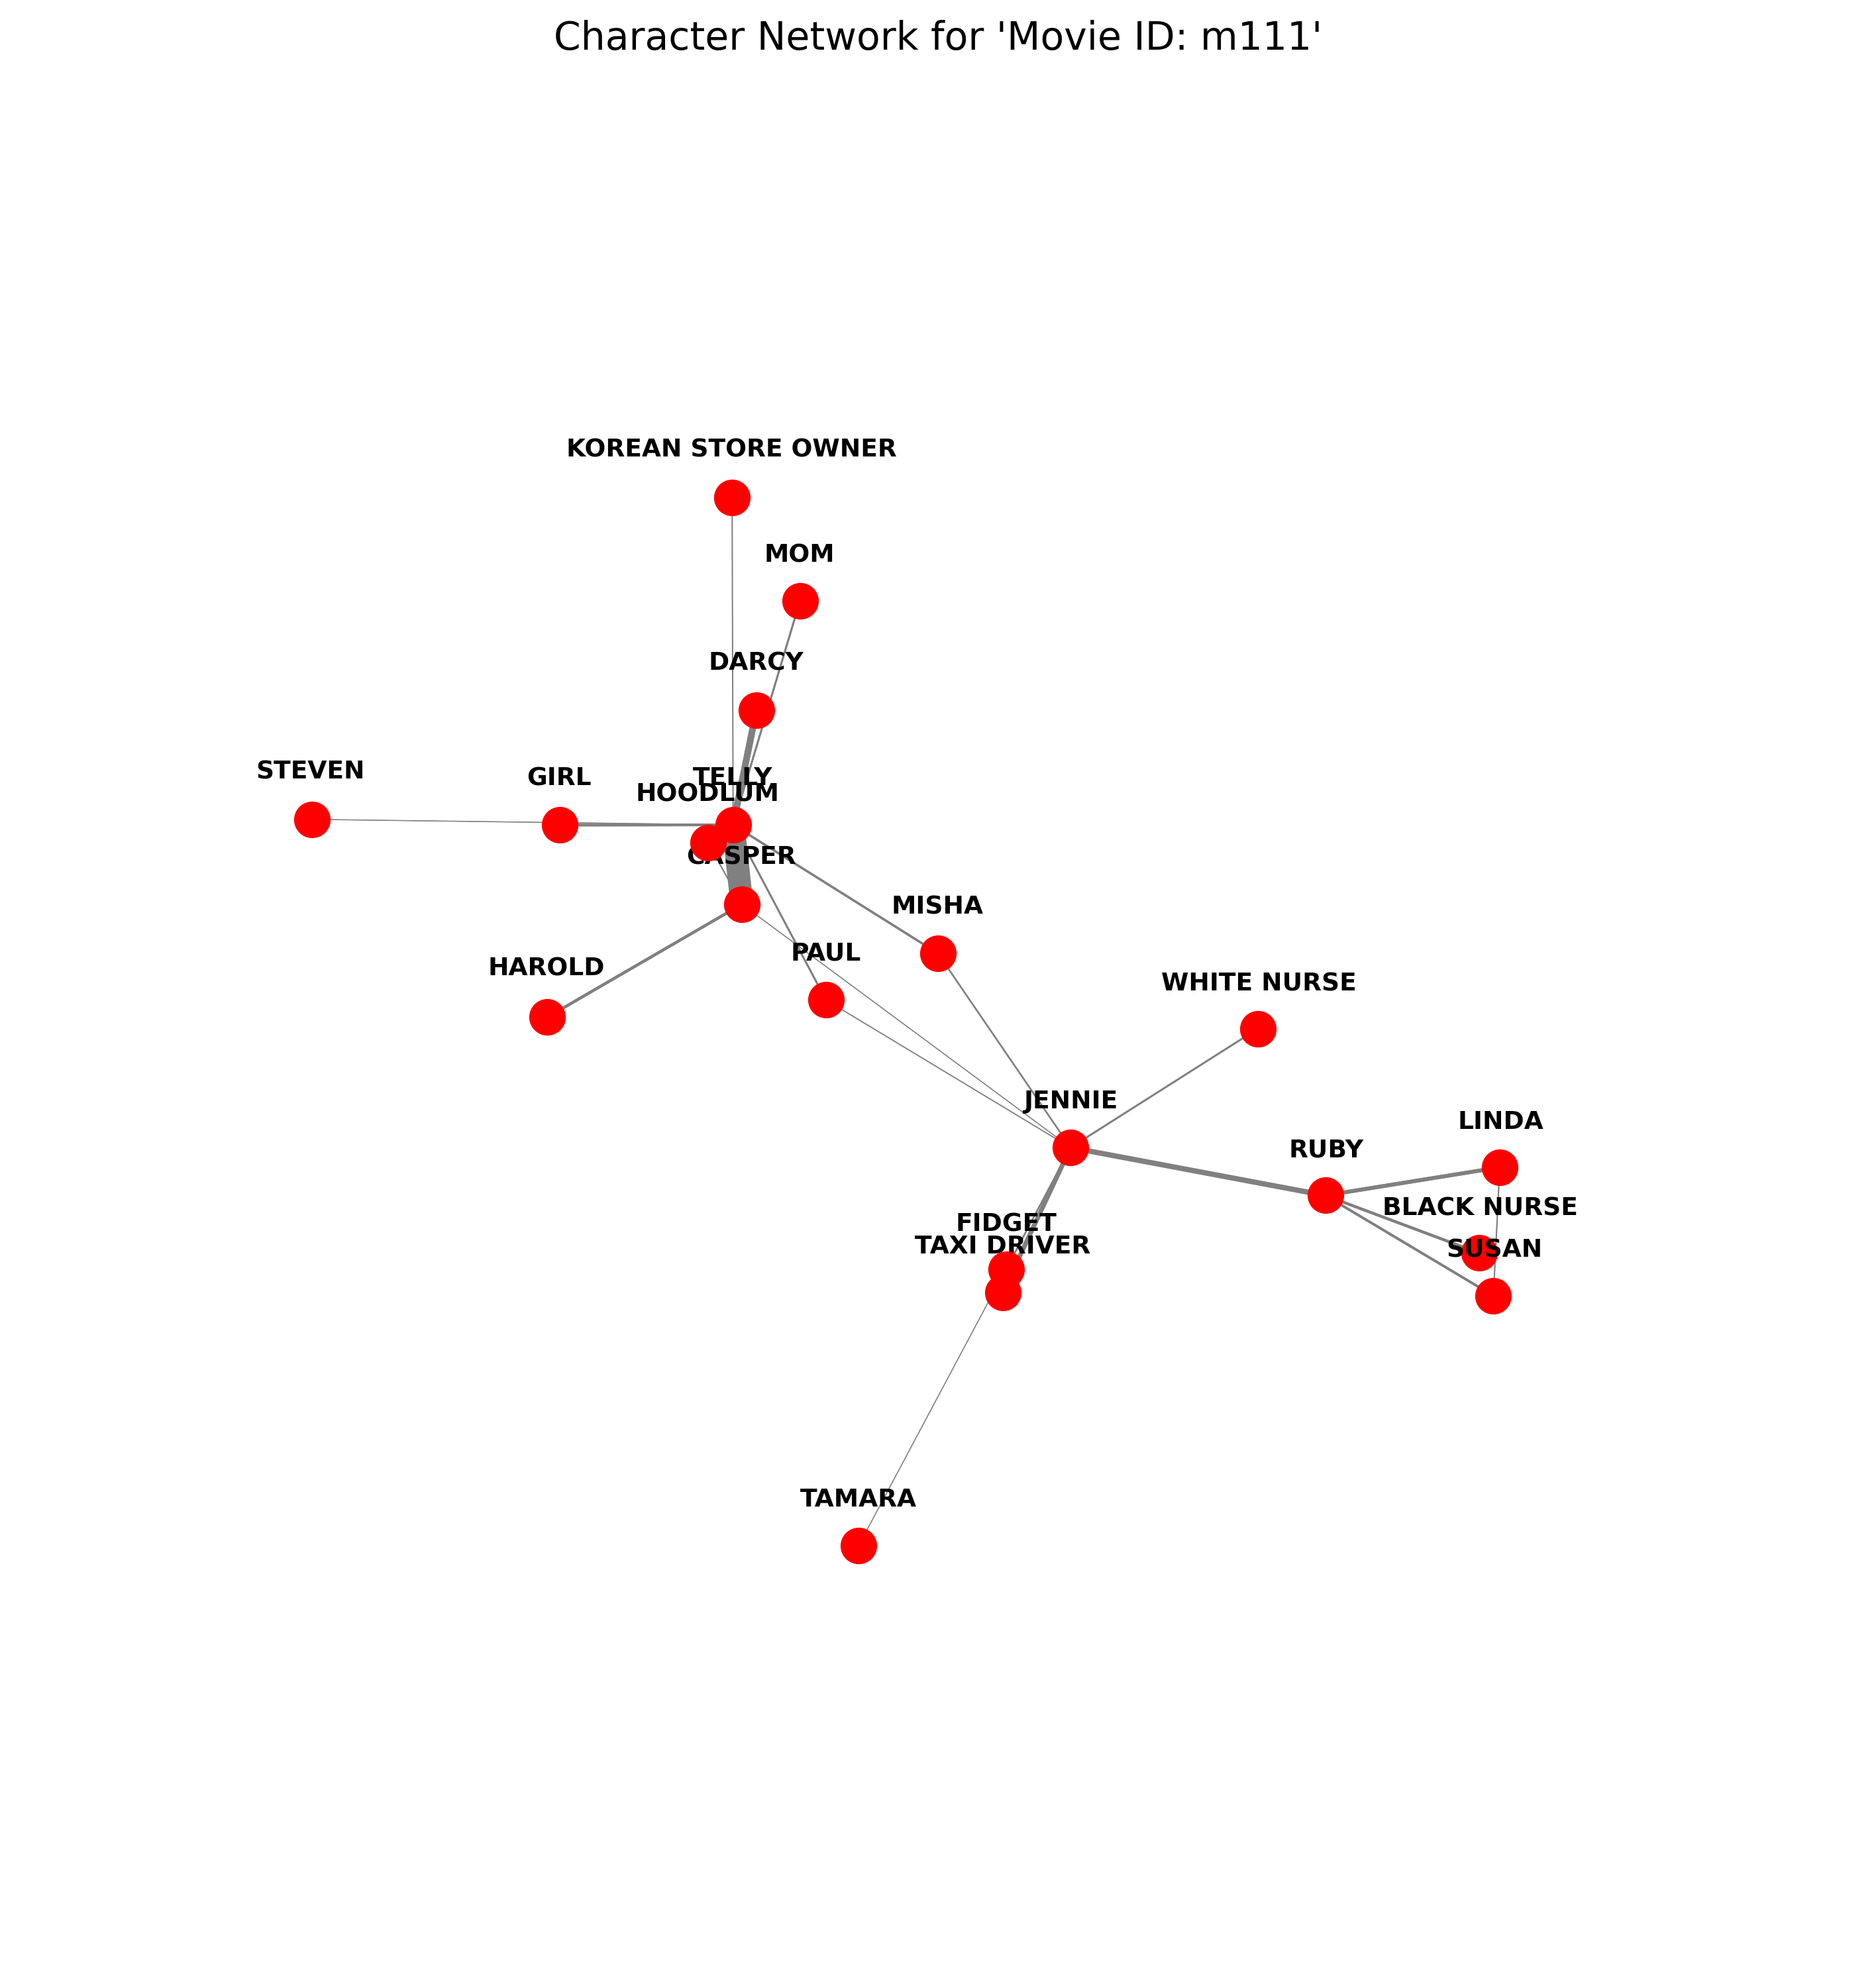 Character Network for 'Movie ID: m111'
KOREAN STORE OWNER
MOM
DARCY
STEVEN
GIRL
TELLY
HOODLUM
CASPER
MISHA
PAUL
HAROLD
WHITE NURSE
JENNIE
LINDA
RUBY
BLACK NURSE
FIDGET
TAXI DRIVER
SUSAN
TAMARA